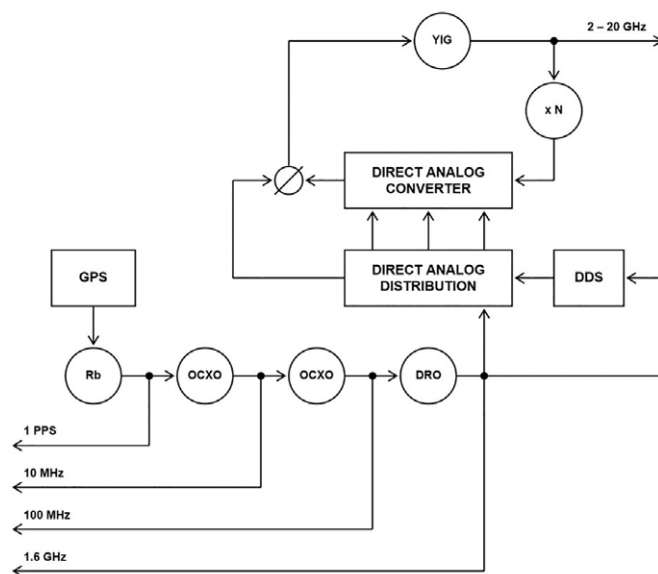 YIG
2 – 20 GHz
x N
DIRECT ANALOG
CONVERTER
GPS
DIRECT ANALOG
DISTRIBUTION
DDS
Rb
OCXO
OCXO
DRO
1 PPS
10 MHz
100 MHz
1.6 GHz